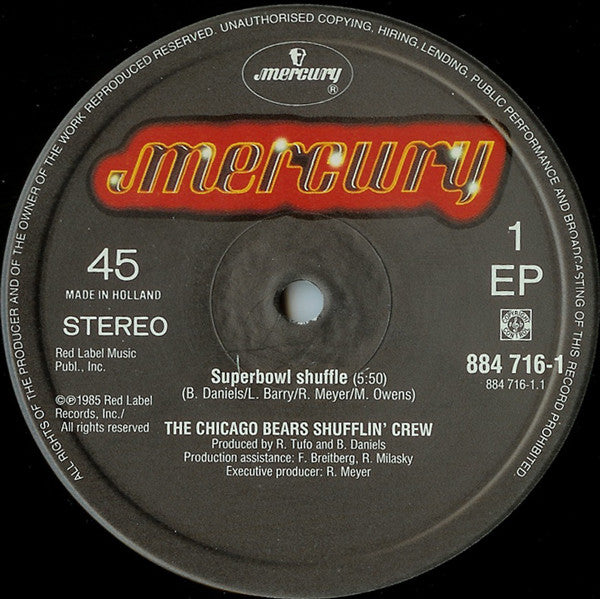 ALL RIGHTS OF THE PRODUCER AND OF THE OWNER OF THE WORK REPRODUCED RESERVED. UNAUTHORISED COPYING, HIRING, LENDING, PUBLIC PERFORMANCE AND BROADCASTING OF THIS RECORD PROHIBITED
mercury
®
mercury
45
1
MADE IN HOLLAND
EP
STEREO
Red Label Music
Publ., Inc.
884 716-1
884 716-1.1
Superbowl shuffle (5:50)
(B. Daniels/L. Barry/R. Meyer/M. Owens)
©℗1985 Red Label
Records, Inc./
All rights reserved
THE CHICAGO BEARS SHUFFLIN' CREW
Produced by R. Tufo and B. Daniels
Production assistance: F. Breitberg, R. Milasky
Executive producer: R. Meyer